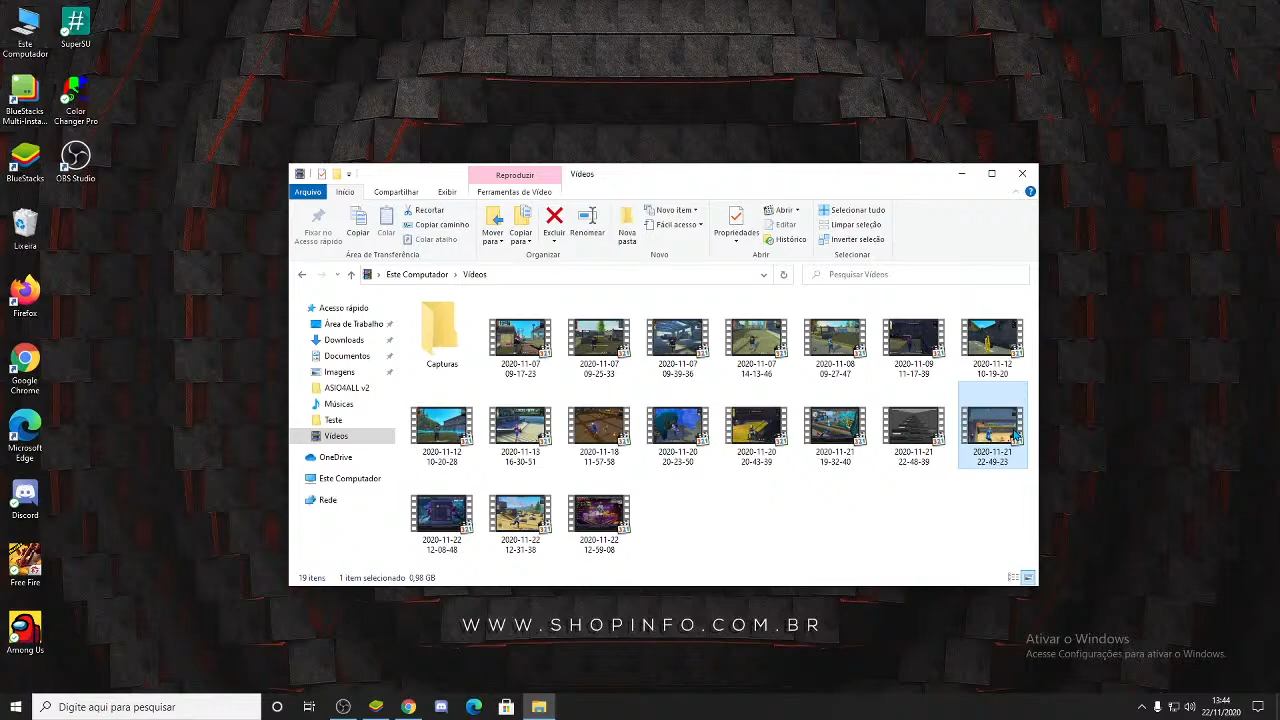 Este
Computador
SuperSU
BlueStacks
Multi-Insta...
Color
Changer Pro
BlueStacks
OBS Studio
Lixeira
Firefox
Google
Chrome
Microsoft
Edge
Discord
Free Fire
Among Us
Reproduzir
Vídeos
Arquivo
Início
Compartilhar
Exibir
Ferramentas de Vídeo
Fixar no
Acesso rápido
Copiar
Colar
Recortar
Copiar caminho
Colar atalho
Área de Transferência
Mover
para
Copiar
para
Excluir
Renomear
Organizar
Nova
pasta
Novo item
Fácil acesso
Novo
Propriedades
Abrir
Editar
Histórico
Abrir
Selecionar tudo
Limpar seleção
Inverter seleção
Selecionar
Este Computador
Vídeos
Pesquisar Vídeos
Acesso rápido
Área de Trabalho
Downloads
Documentos
Imagens
ASIO4ALL v2
Músicas
Teste
Vídeos
OneDrive
Este Computador
Rede
Capturas
2020-11-07
09-17-23
2020-11-07
09-25-33
2020-11-07
09-39-36
2020-11-07
14-13-46
2020-11-08
09-27-47
2020-11-09
11-17-39
2020-11-12
10-19-20
2020-11-12
10-20-28
2020-11-13
16-30-51
2020-11-18
11-57-58
2020-11-20
20-23-50
2020-11-20
20-43-39
2020-11-21
19-32-40
2020-11-21
22-48-39
2020-11-21
22-49-23
2020-11-22
12-08-48
2020-11-22
12-31-38
2020-11-22
12-59-08
19 itens
1 item selecionado 0,98 GB
WWW.SHOPINFO.COM.BR
Ativar o Windows
Acesse Configurações para ativar o Windows.
Digite aqui para pesquisar
13:44
22/11/2020